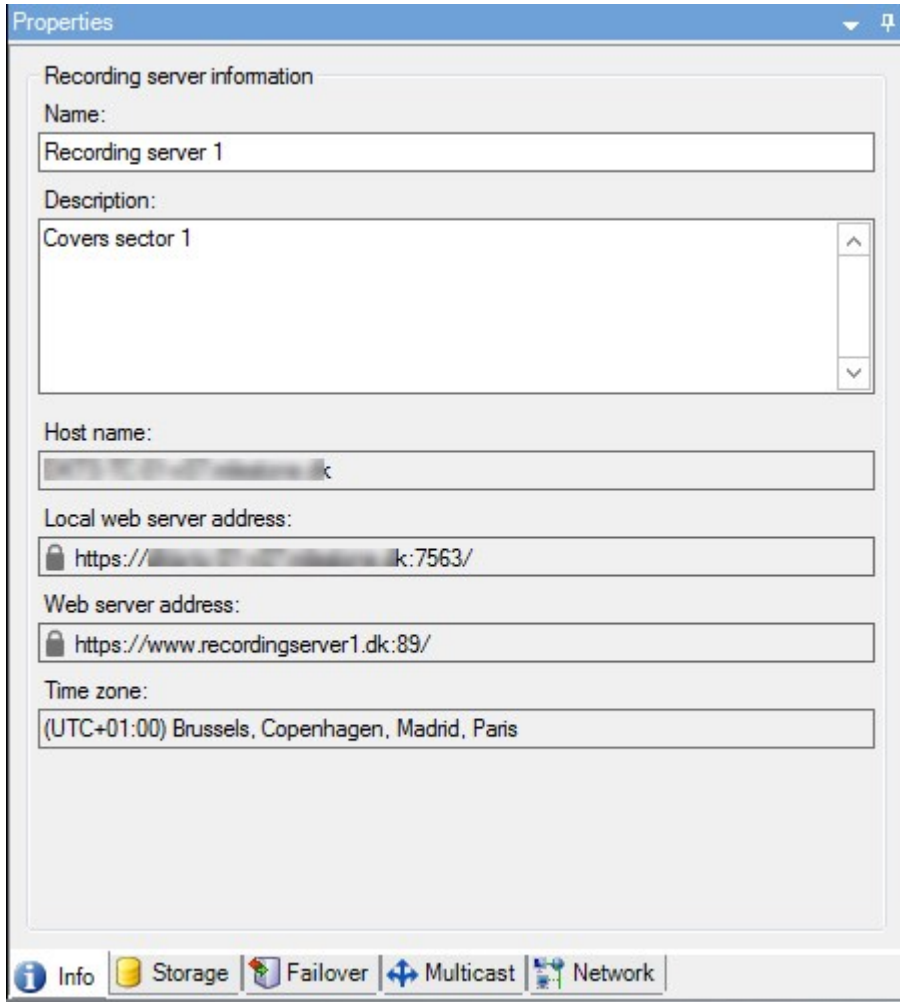 Properties
Recording server information
Name:
Recording server 1
Description:
Covers sector 1
Host name:
k
Local web server address:
https:// k:7563/
Web server address:
https://www.recordingserver1.dk:89/
Time zone:
(UTC+01:00) Brussels, Copenhagen, Madrid, Paris
Info Storage Failover Multicast Network